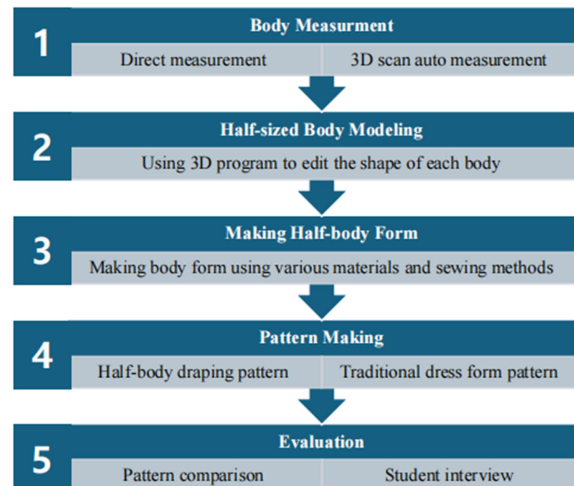 1
Body Measurment
Direct measurement
3D scan auto measurement
2
Half-sized Body Modeling
Using 3D program to edit the shape of each body
3
Making Half-body Form
Making body form using various materials and sewing methods
4
Pattern Making
Half-body draping pattern
Traditional dress form pattern
5
Evaluation
Pattern comparison
Student interview